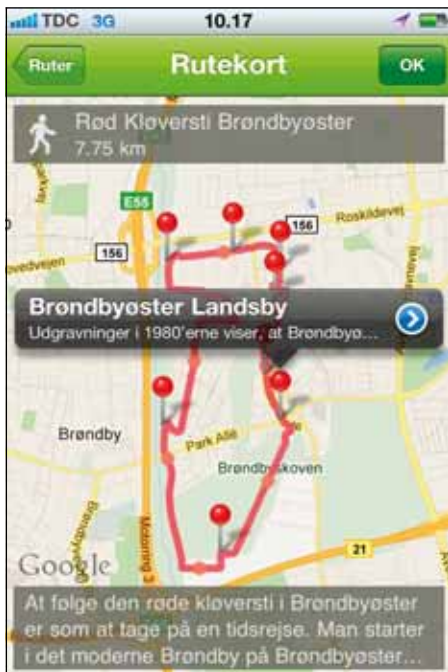 TDC 3G 10.17
Ruter Rutekort OK
Rød Kløversti Brøndbyøster
7.75 km
E55
156 Roskildevej
156
ovedvejen
Brøndbyøster Landsby
Udgravninger i 1980'erne viser, at Brøndbyø...
Brøndby
Park Allé
Brøndbyskoven
Brøndbyvej
Motorring 3
21
Google
At følge den røde kløversti i Brøndbyøster
er som at tage på en tidsrejse. Man starter
i det moderne Brøndby på Brøndbyøster....